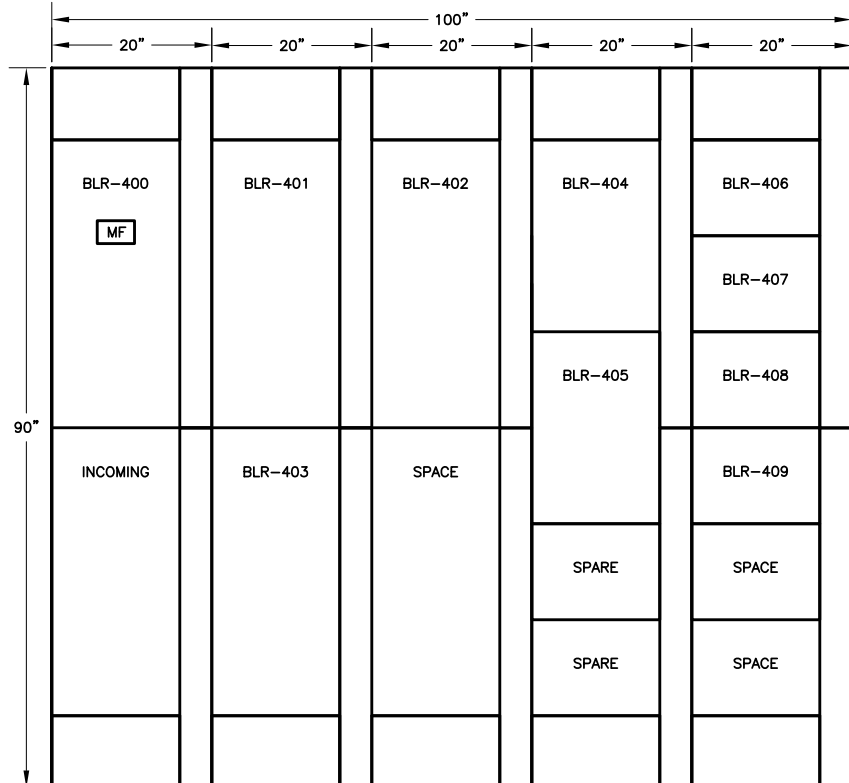 100"
20" 20" 20" 20" 20"
BLR-400 BLR-401 BLR-402 BLR-404 BLR-406
MF
BLR-407
BLR-405 BLR-408
90"
INCOMING BLR-403 SPACE BLR-409
SPARE SPACE
SPARE SPACE